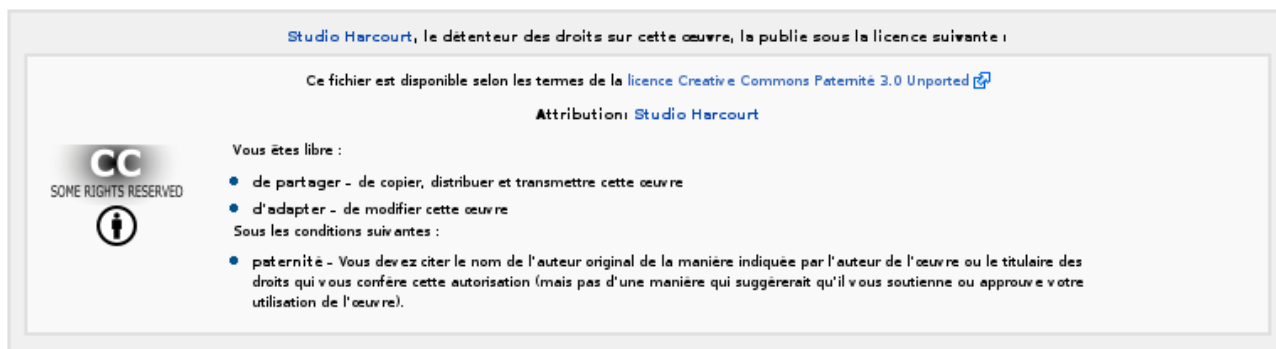 Studio Harcourt, le détenteur des droits sur cette œuvre, la publie sous la licence suivante :
Ce fichier est disponible selon les termes de la licence Creative Commons Paternité 3.0 Unported
Attribution: Studio Harcourt
CC
SOME RIGHTS RESERVED
Vous êtes libre :
de partager – de copier, distribuer et transmettre cette œuvre
d'adapter – de modifier cette œuvre
Sous les conditions suivantes :
paternité – Vous devez citer le nom de l'auteur original de la manière indiquée par l'auteur de l'œuvre ou le titulaire des
droits qui vous confère cette autorisation (mais pas d'une manière qui suggèrerait qu'il vous soutienne ou approuve votre
utilisation de l'œuvre).